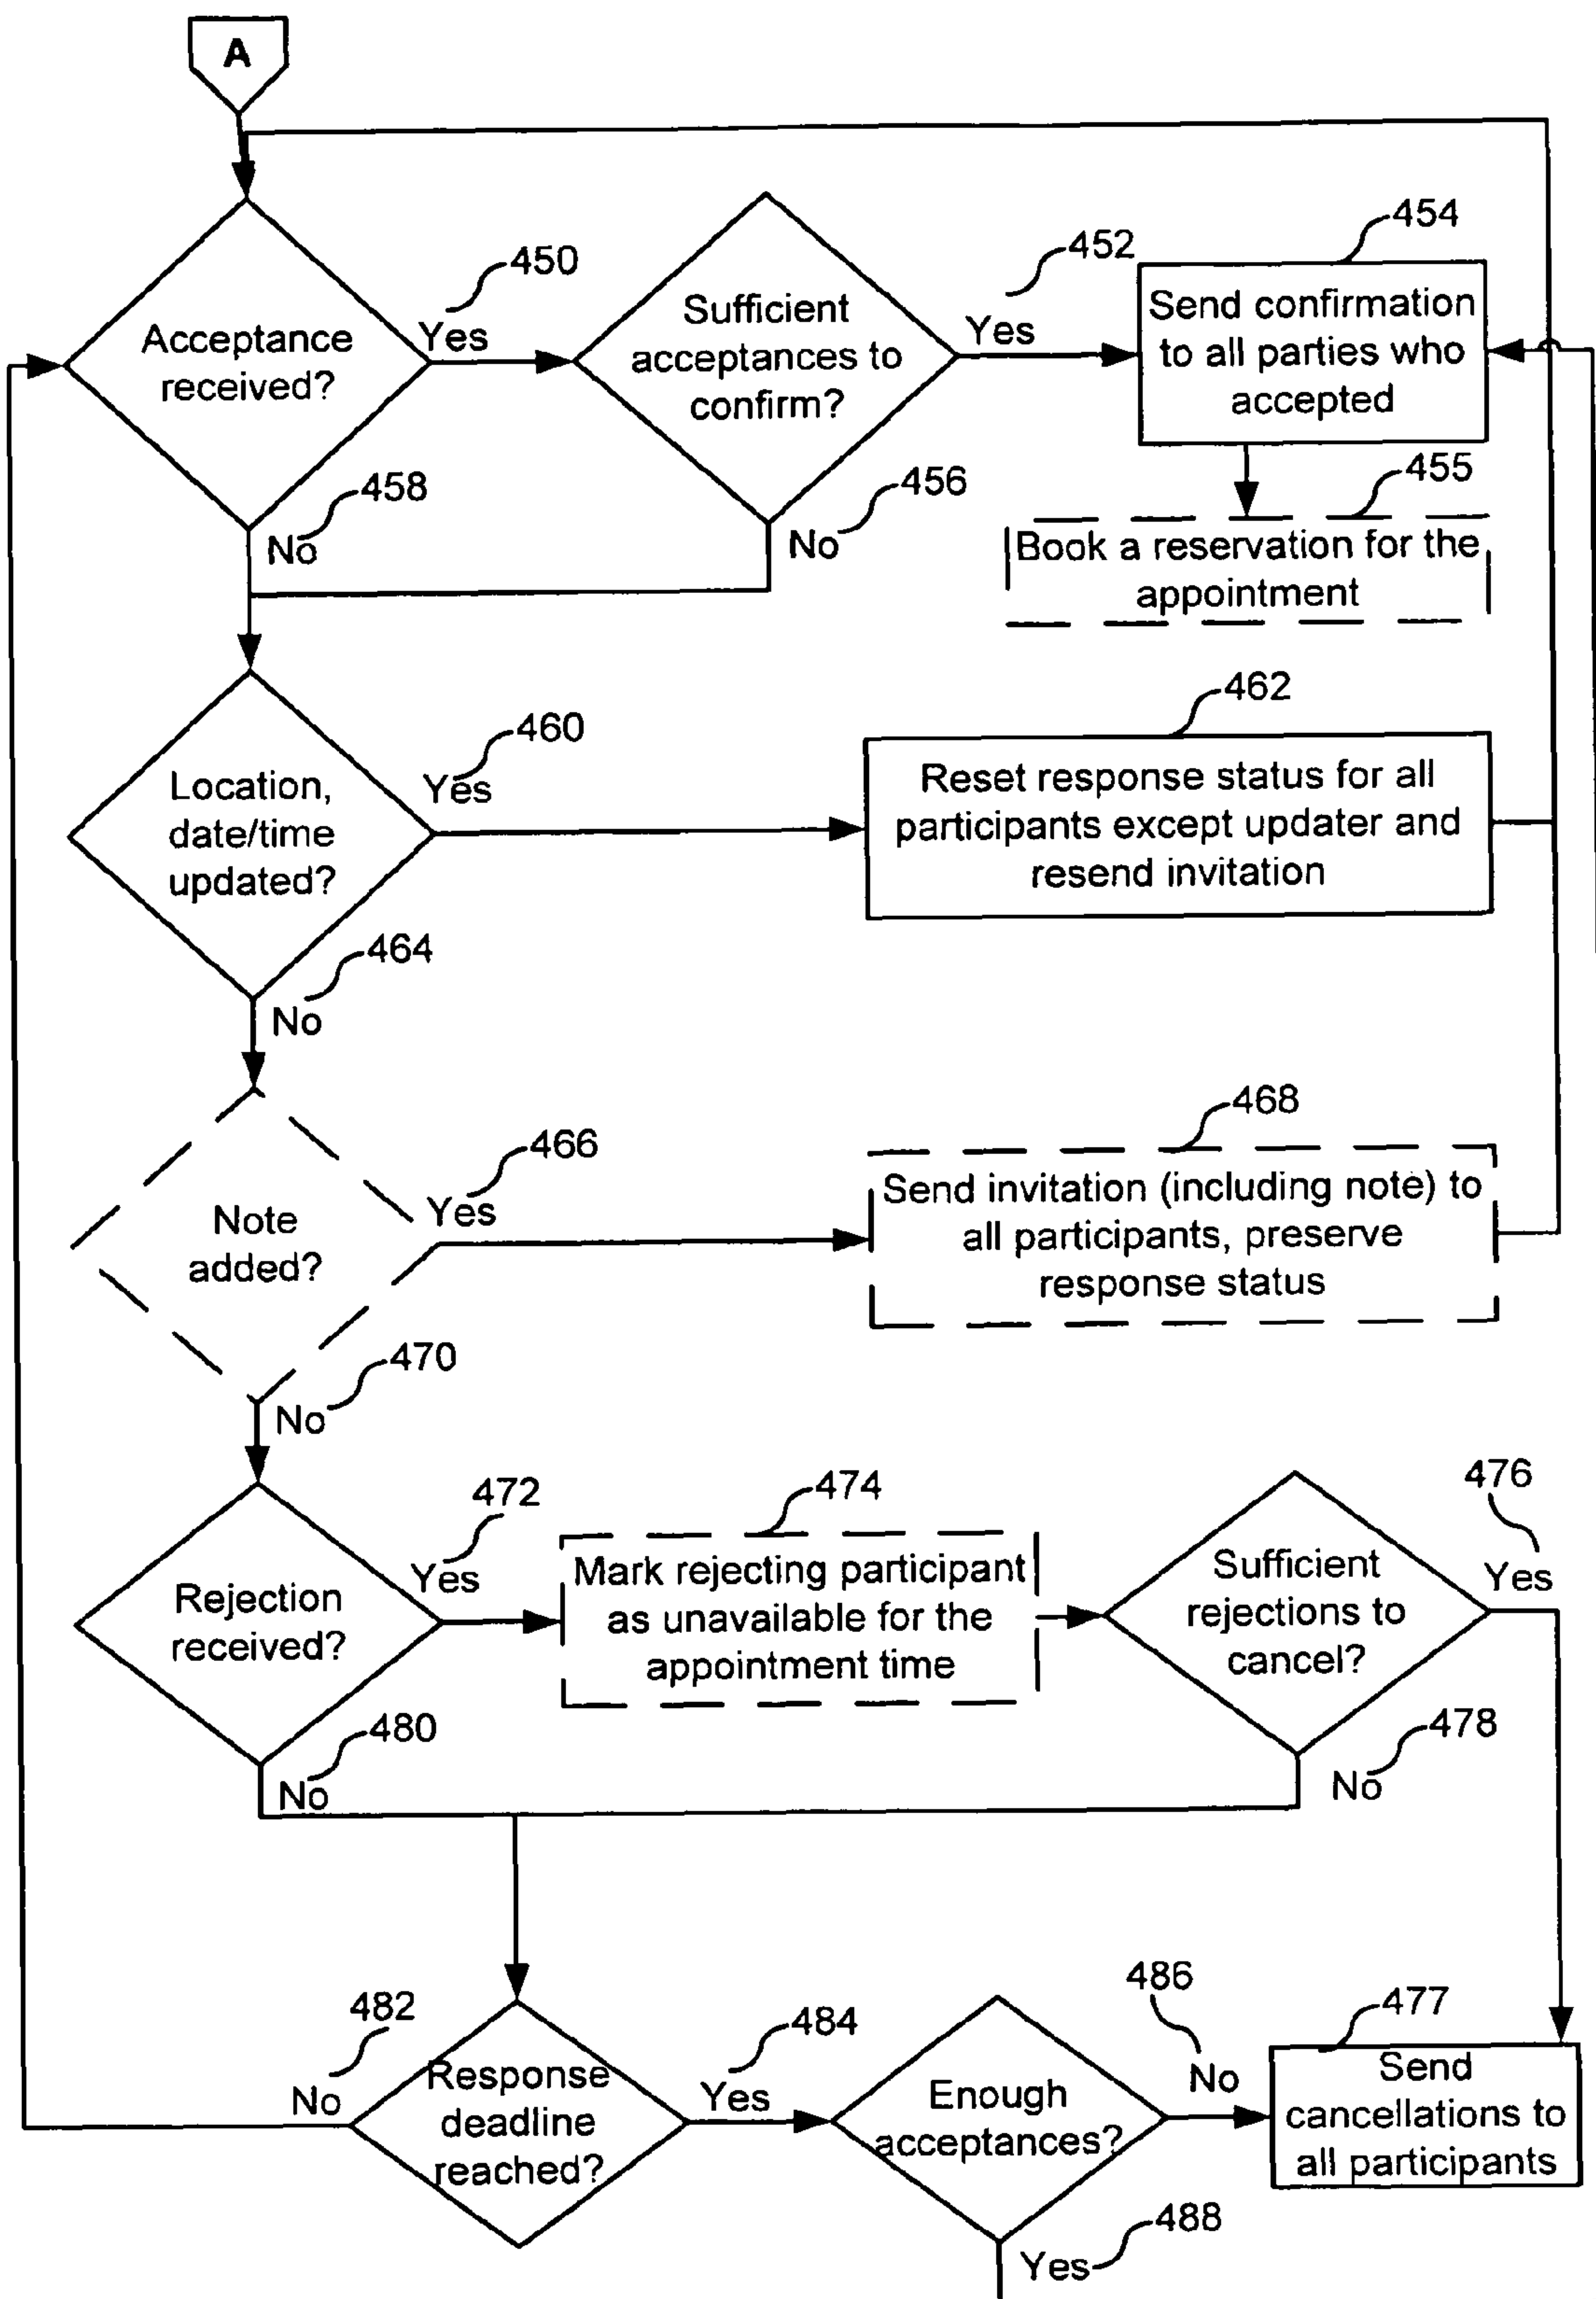 A
450
452
454
Acceptance
received?
Yes
Sufficient
acceptances to
confirm?
Yes
Send confirmation
to all parties who
accepted
458
No
456
No
455
Book a reservation for the
appointment
460
Location,
date/time
updated?
Yes
462
Reset response status for all
participants except updater and
resend invitation
464
No
466
Note
added?
Yes
468
Send invitation (including note) to
all participants, preserve
response status
470
No
472
Rejection
received?
Yes
474
Mark rejecting participant
as unavailable for the
appointment time
476
Sufficient
rejections to
cancel?
Yes
480
No
478
No
482
No
Response
deadline
reached?
484
Yes
Enough
acceptances?
486
No
477
Send
cancellations to
all participants
488
Yes